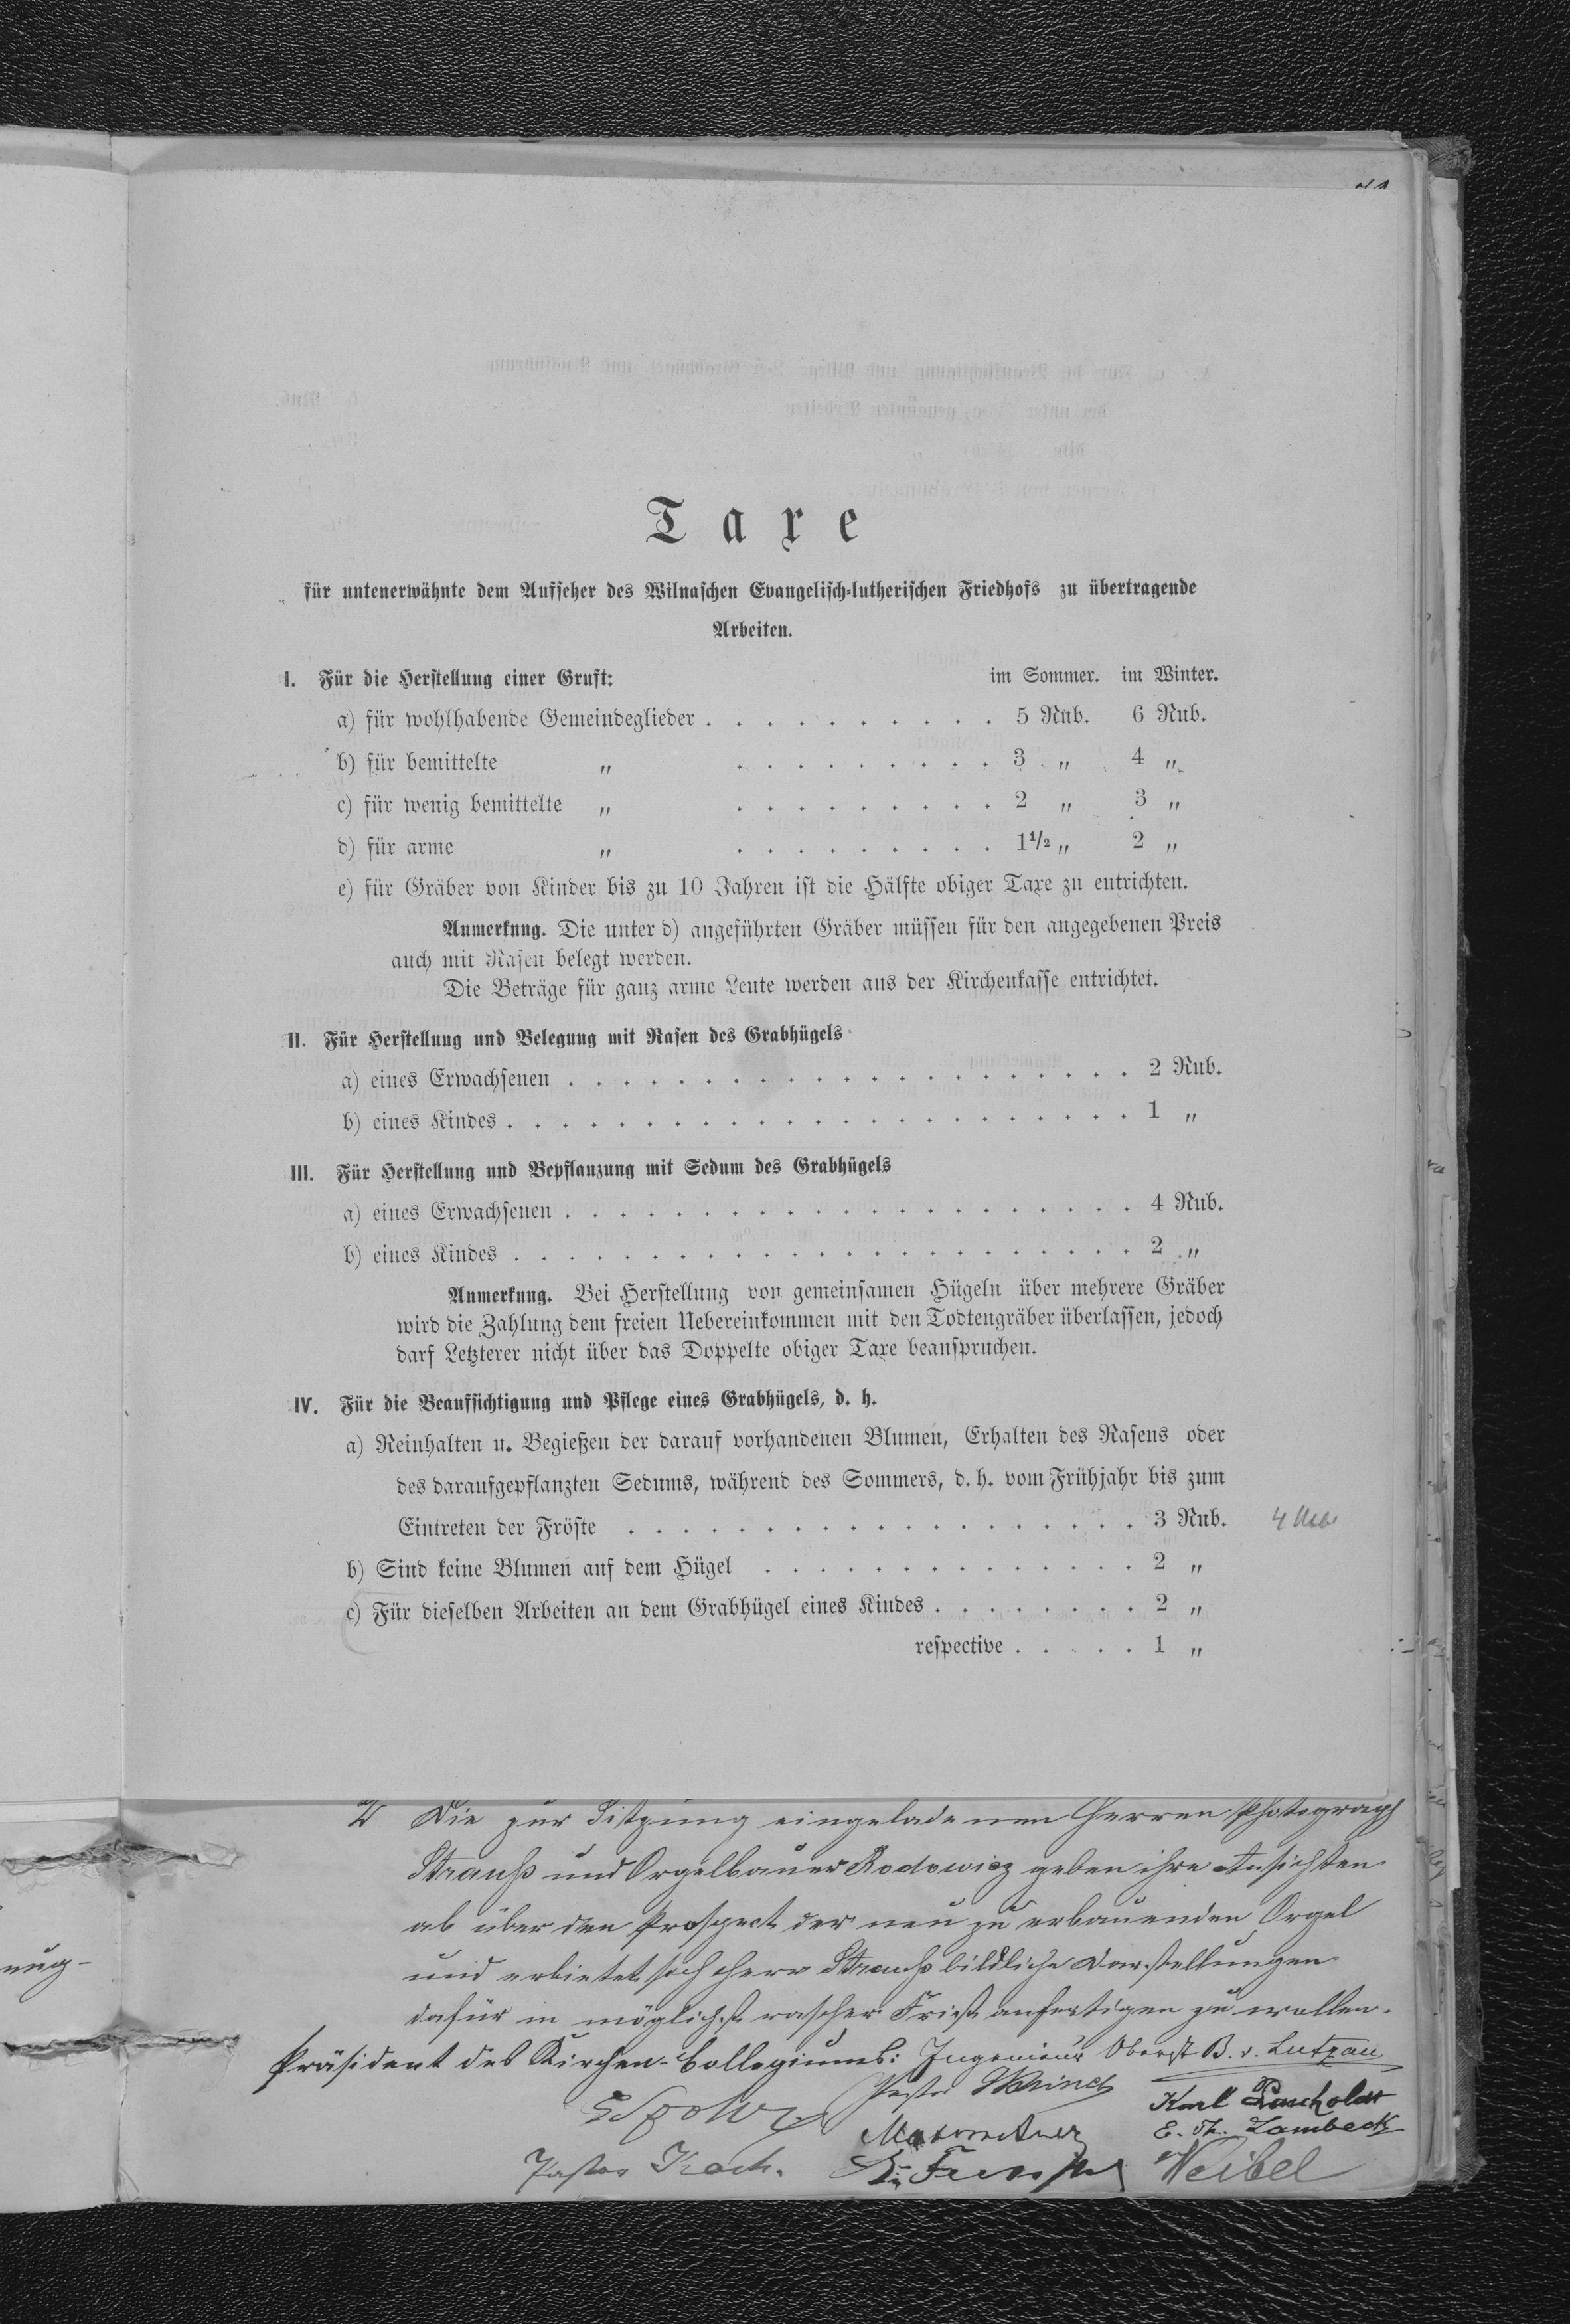 Taxe
für untenerwähnte dem Aufseher des Wilnaschen Evangelisch-lutherischen Friedhofs zu übertragende
Arbeiten.
I. Für die Herstellung einer Gruft: im Sommer. im Winter.
a) für wohlhabende Gemeindeglieder . . . . . . . . . . . 5 Rub. 6 Rub.
b) für bemittelte „ . . . . . . . . . 3 „ 4 „
c) für wenig bemittelte „ . . . . . . . . . 2 „ 3 „
d) für arme „ . . . . . . . . . 1½ „ 2 „
e) für Gräber von Kinder bis zu 10 Jahren ist die Hälfte obiger Taxe zu entrichten.
Anmerkung. Die unter d) angeführten Gräber müssen für den angegebenen Preis
auch mit Rasen belegt werden.
Die Beträge für ganz arme Leute werden aus der Kirchenkasse entrichtet.
II. Für Herstellung und Belegung mit Rasen des Grabhügels
a) eines Erwachsenen . . . . . . . . . . . . . . . . . . . . . 2 Rub.
b) eines Kindes . . . . . . . . . . . . . . . . . . . . . . . 1 „
III. Für Herstellung und Bepflanzung mit Sedum des Grabhügels
a) eines Erwachsenen . . . . . . . . . . . . . . . . . . . . . 4 Rub.
b) eines Kindes . . . . . . . . . . . . . . . . . . . . . . . 2 „
Anmerkung. Bei Herstellung von gemeinsamen Hügeln über mehrere Gräber
wird die Zahlung dem freien Uebereinkommen mit den Todtengräber überlassen, jedoch
darf Letzterer nicht über das Doppelte obiger Taxe beanspruchen.
IV. Für die Beaufsichtigung und Pflege eines Grabhügels, d. h.
a) Reinhalten u. Begießen der darauf vorhandenen Blumen, Erhalten des Rasens oder
des daraufgepflanzten Sedums, während des Sommers, d. h. vom Frühjahr bis zum
Eintreten der Fröste . . . . . . . . . . . . . . . . . . . 3 Rub. 4 Rub.
b) Sind keine Blumen auf dem Hügel . . . . . . . . . . . . . . 2 „
c) Für dieselben Arbeiten an dem Grabhügel eines Kindes . . . . . . . . 2 „
respective . . . . . 1 „
Die zur Sitzung eingeladenen Herren Photograph
Strauß und Orgelbauer Rodowicz geben ihre Ansichten
ab über den Prospect der neu zu erbauenden Orgel
und erbietet sich Herr Strauß bildliche Darstellungen
dafür in möglichst rascher Frist anfertigen zu wollen.
Präsident des Kirchen-Collegiums: Ingenieur Oberst B. v. Lutzau
Pastor
Karl
E. Th. Lambeck
Pastor Koch.
Weibel